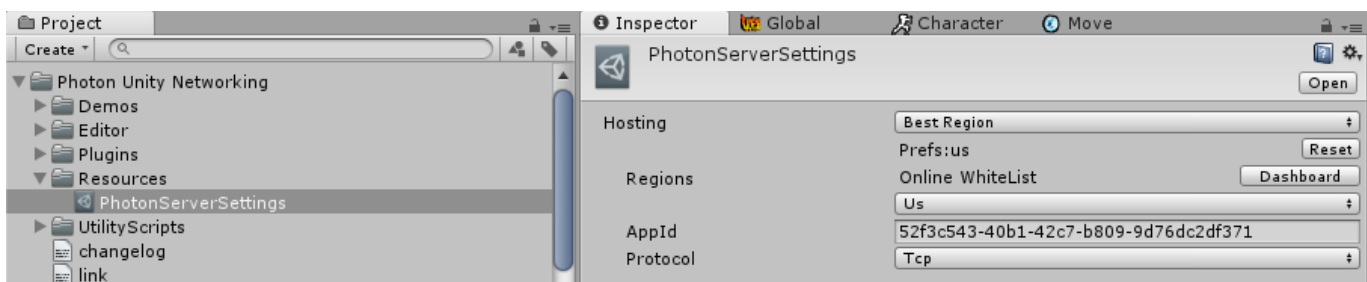 Project
Create
Photon Unity Networking
Demos
Editor
Plugins
Resources
PhotonServerSettings
UtilityScripts
changelog
link
Inspector Global Character Move
PhotonServerSettings
Open
Hosting Best Region
Prefs:us Reset
Regions Online WhiteList Dashboard
Us
AppId 52f3c543-40b1-42c7-b809-9d76dc2df371
Protocol Tcp